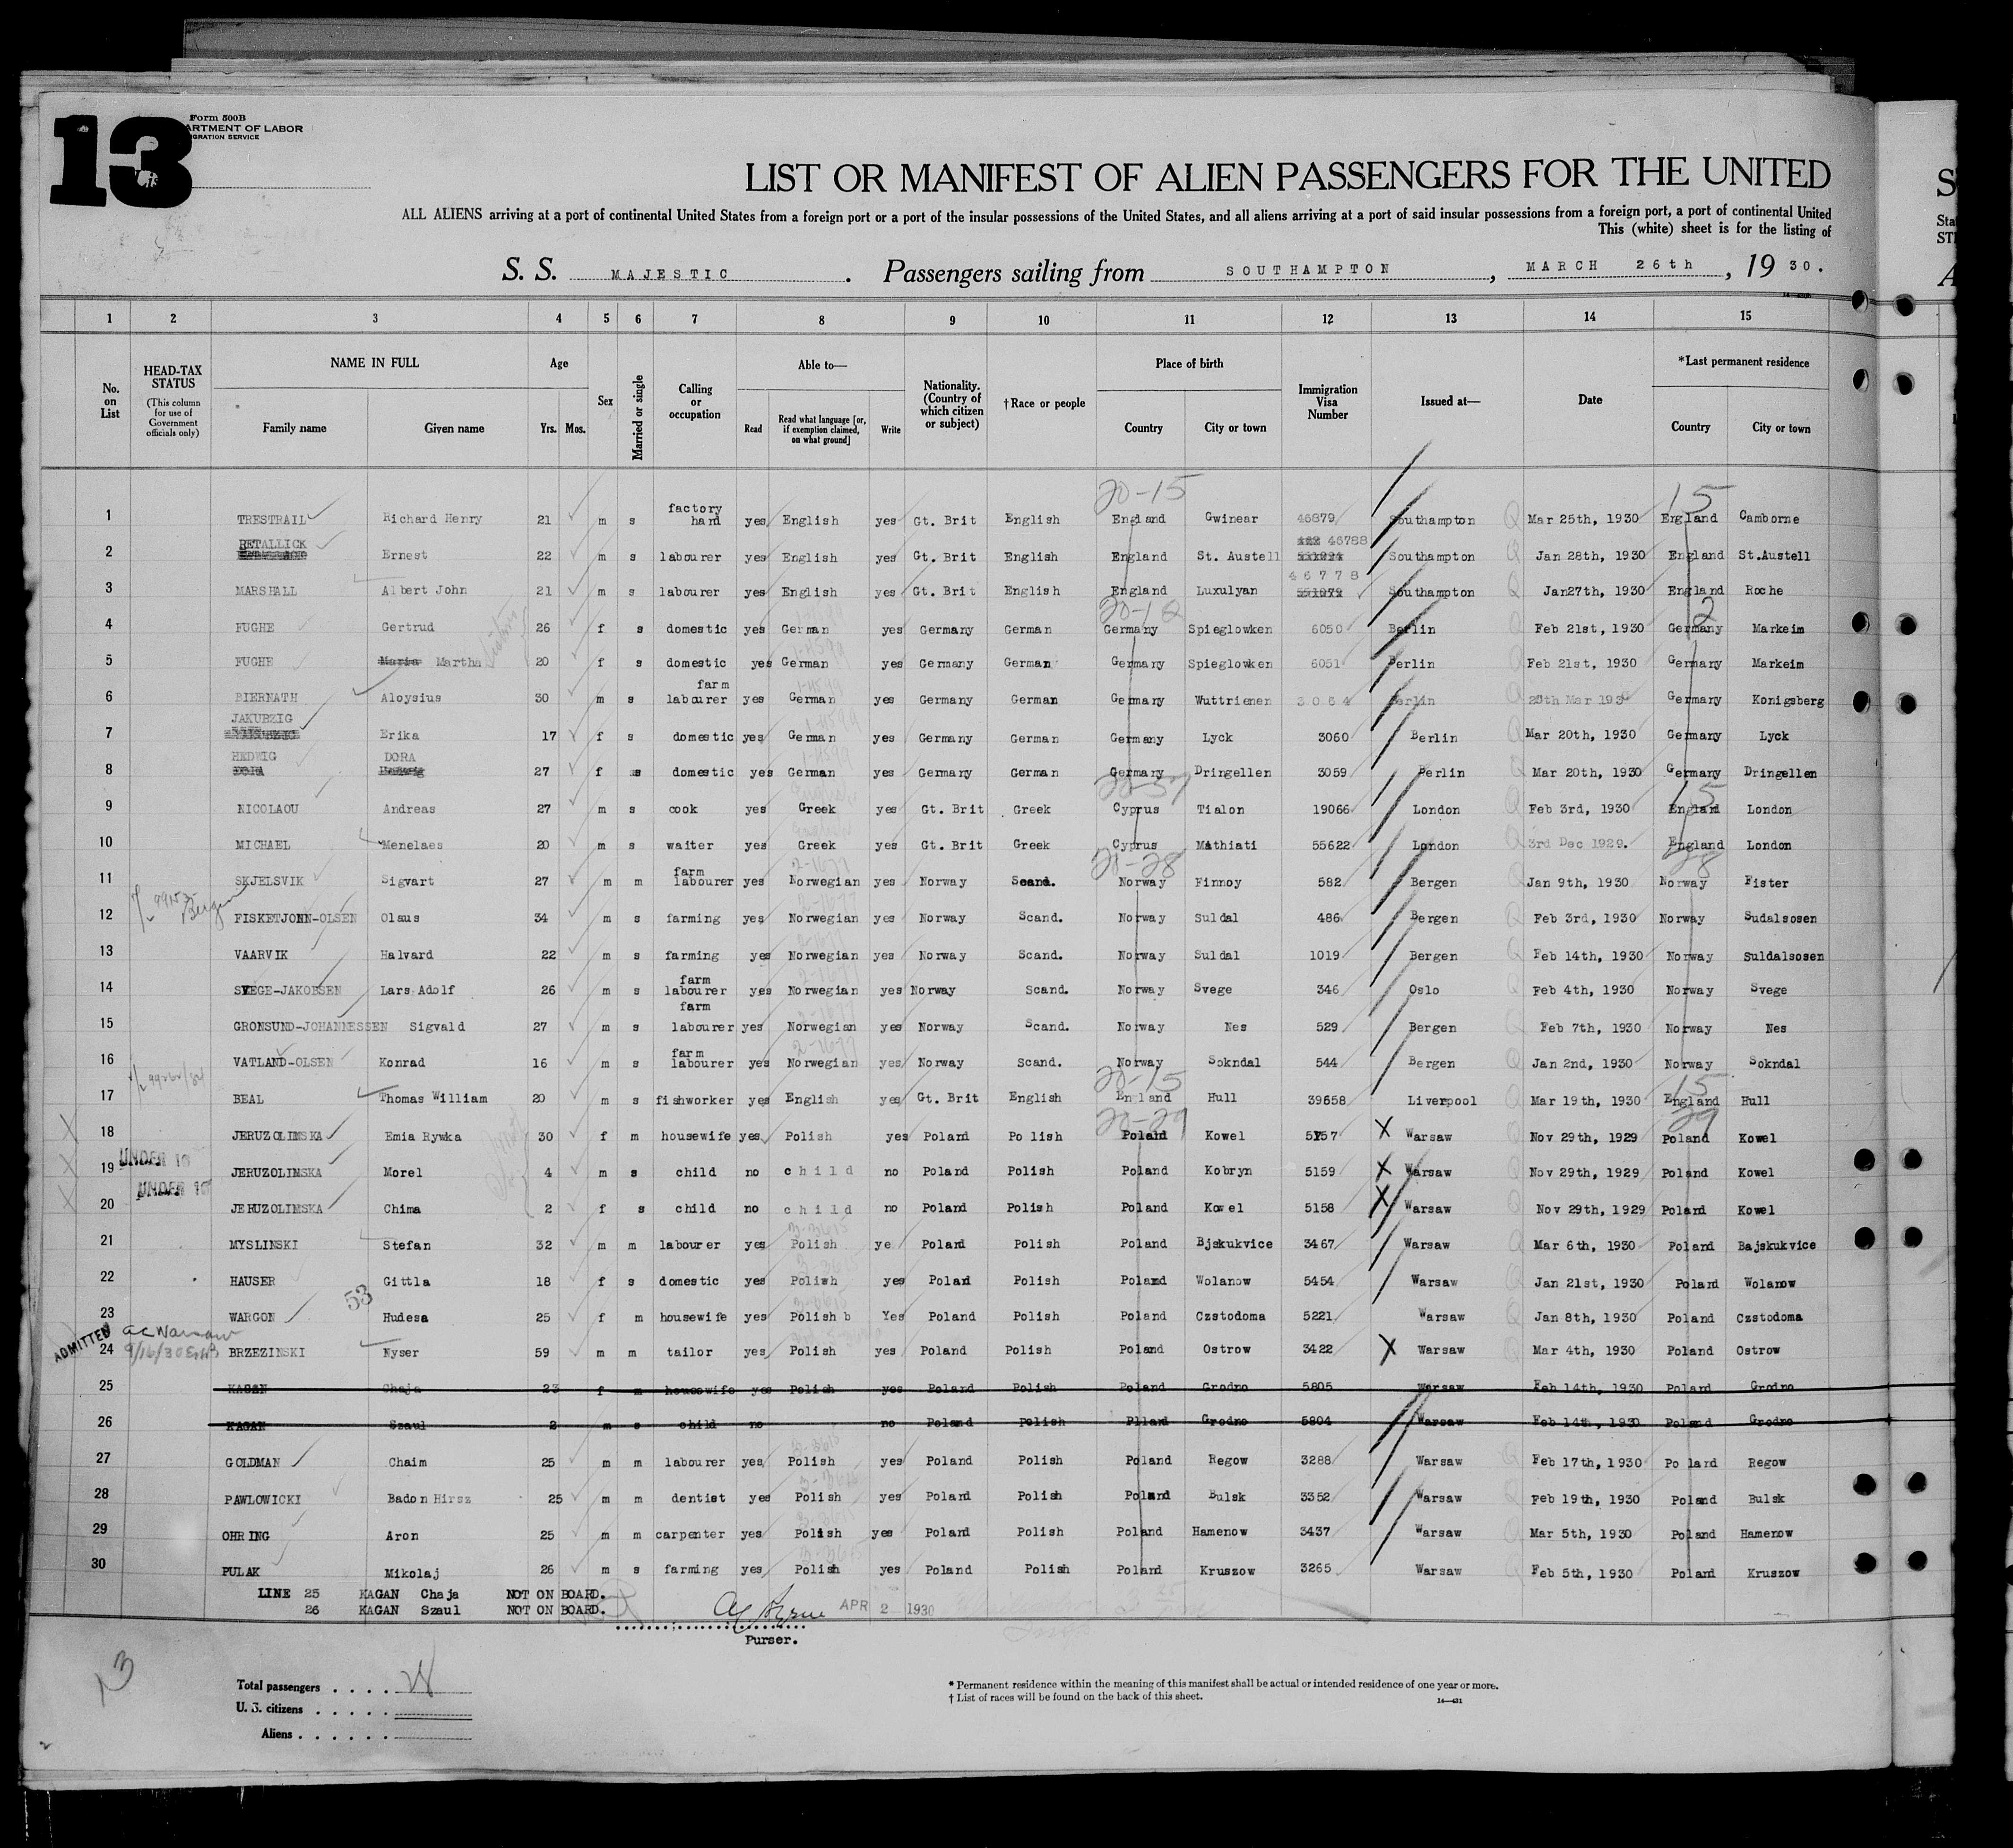 13
Form 500B
ARTMENT OF LABOR
GRATION SERVICE
LIST OR MANIFEST OF ALIEN PASSENGERS FOR THE UNITED
ALL ALIENS arriving at a port of continental United States from a foreign port or a port of the insular possessions of the United States, and all aliens arriving at a port of said insular possessions from a foreign port, a port of continental United
This (white) sheet is for the listing of
S. S. MAJESTIC . Passengers sailing from SOUTHAMPTON , MARCH 26th , 19 30.
1 2 3 4 5 6 7 8 9 10 11 12 13 14 15
No. on List
HEAD-TAX STATUS (This column for use of Government officials only)
NAME IN FULL
Family name Given name
Age
Yrs. Mos.
Sex
Married or single
Calling or occupation
Able to—
Read Read what language [or, if exemption claimed, on what ground] Write
Nationality. (Country of which citizen or subject)
†Race or people
Place of birth
Country City or town
Immigration Visa Number
Issued at—
Date
*Last permanent residence
Country City or town
20-15 15
1 TRESTRAIL Richard Henry 21 m s factory hand yes English yes Gt. Brit English England Gwinear 46879 Southampton Mar 25th, 1930 England Camborne
2 RETALLICK Ernest 22 m s labourer yes English yes Gt. Brit English England St. Austell 46788 Southampton Jan 28th, 1930 England St.Austell
3 MARSHALL Albert John 21 m s labourer yes English yes Gt. Brit English England Luxulyan 46778 551079 Southampton Jan27th, 1930 England Roche
4 FUGHE Gertrud 26 f s domestic yes German yes Germany German Germany Spieglowken 6050 Berlin Feb 21st, 1930 Germany Markeim
5 FUGHE Maria Martha 20 f s domestic yes German yes Germany German Germany Spieglowken 6051 Berlin Feb 21st, 1930 Germany Markeim
6 BIERNATH Aloysius 30 m s farm labourer yes German yes Germany German Germany Wuttrienen 3064 Berlin 20th Mar 1930 Germany Konigsberg
7 JAKUBZIG Erika 17 f s domestic yes German yes Germany German Germany Lyck 3060 Berlin Mar 20th, 1930 Germany Lyck
8 HEDWIG DORA DORA Hedwig 27 f s domestic yes German yes Germany German Germany Dringellen 3059 Berlin Mar 20th, 1930 Germany Dringellen
9 NICOLAOU Andreas 27 m s cook yes Greek yes Gt. Brit Greek Cyprus Tialon 19066 London Feb 3rd, 1930 England London
10 MICHAEL Menelaes 20 m s waiter yes Greek yes Gt. Brit Greek Cyprus Mathiati 55622 London 3rd Dec 1929. England London
20-28 28
11 SKJELSVIK Sigvart 27 m m farm labourer yes Norwegian yes Norway Scand. Norway Finnoy 582 Bergen Jan 9th, 1930 Norway Fister
12 FISKETJONN-OLSEN Olaus 34 m s farming yes Norwegian yes Norway Scand. Norway Suldal 486 Bergen Feb 3rd, 1930 Norway Sudalsosen
13 VAARVIK Halvard 22 m s farming yes Norwegian yes Norway Scand. Norway Suldal 1019 Bergen Feb 14th, 1930 Norway Suldalsosen
14 SVEGE-JAKOBSEN Lars Adolf 26 m s farm labourer yes Norwegian yes Norway Scand. Norway Svege 346 Oslo Feb 4th, 1930 Norway Svege
15 GRONSUND-JOHANNESSEN Sigvald 27 m s farm labourer yes Norwegian yes Norway Scand. Norway Nes 529 Bergen Feb 7th, 1930 Norway Nes
16 VATLAND-OLSEN Konrad 16 m s farm labourer yes Norwegian yes Norway Scand. Norway Sokndal 544 Bergen Jan 2nd, 1930 Norway Sokndal
20-15 15
17 BEAL Thomas William 20 m s fishworker yes English yes Gt. Brit English England Hull 39658 Liverpool Mar 19th, 1930 England Hull
20-29 29
18 JERUZOLIMSKA Emia Rywka 30 f m housewife yes Polish yes Poland Polish Poland Kowel 5157 X Warsaw Nov 29th, 1929 Poland Kowel
UNDER 16
19 JERUZOLIMSKA Morel 4 m s child no child no Poland Polish Poland Kobryn 5159 X Warsaw Nov 29th, 1929 Poland Kowel
UNDER 16
20 JERUZOLIMSKA Chima 2 f s child no child no Poland Polish Poland Kowel 5158 X Warsaw Nov 29th, 1929 Poland Kowel
21 MYSLINSKI Stefan 32 m m labourer yes Polish ye Poland Polish Poland Bjskukvice 3467 Warsaw Mar 6th, 1930 Poland Bajskukvice
22 HAUSER Gittla 18 f s domestic yes Poliwh yes Poland Polish Poland Wolanow 5454 Warsaw Jan 21st, 1930 Poland Wolanow
53
23 WARGON Hudesa 25 f m housewife yes Polish b Yes Poland Polish Poland Czstodoma 5221 Warsaw Jan 8th, 1930 Poland Czstodoma
ADMITTED
24 BRZEZINSKI Nyser 59 m m tailor yes Polish yes Poland Polish Poland Ostrow 3422 X Warsaw Mar 4th, 1930 Poland Ostrow
25 KAGAN Chaja 23 f m housewife yes Polish yes Poland Polish Poland Grodno 5805 Warsaw Feb 14th, 1930 Poland Grodno
26 KAGAN Szaul 2 m s child no no Poland Polish Pllard Grodno 5804 Warsaw Feb 14th, 1930 Poland Grodno
27 GOLDMAN Chaim 25 m m labourer yes Polish yes Poland Polish Poland Regow 3288 Warsaw Feb 17th, 1930 Poland Regow
28 PAWLOWICKI Badon Hirsz 25 m m dentist yes Polish yes Poland Polish Poland Bulsk 3352 Warsaw Feb 19th, 1930 Poland Bulsk
29 OHRING Aron 25 m m carpenter yes Polish yes Poland Polish Poland Hamenow 3437 Warsaw Mar 5th, 1930 Poland Hamenow
30 PULAK Mikolaj 26 m s farming yes Polish yes Poland Polish Poland Kruszow 3265 Warsaw Feb 5th, 1930 Poland Kruszow
LINE 25 KAGAN Chaja NOT ON BOARD.
26 KAGAN Szaul NOT ON BOARD.
APR 2 1930
Purser.
13
Total passengers
U. S. citizens
Aliens
* Permanent residence within the meaning of this manifest shall be actual or intended residence of one year or more.
† List of races will be found on the back of this sheet.
14—431